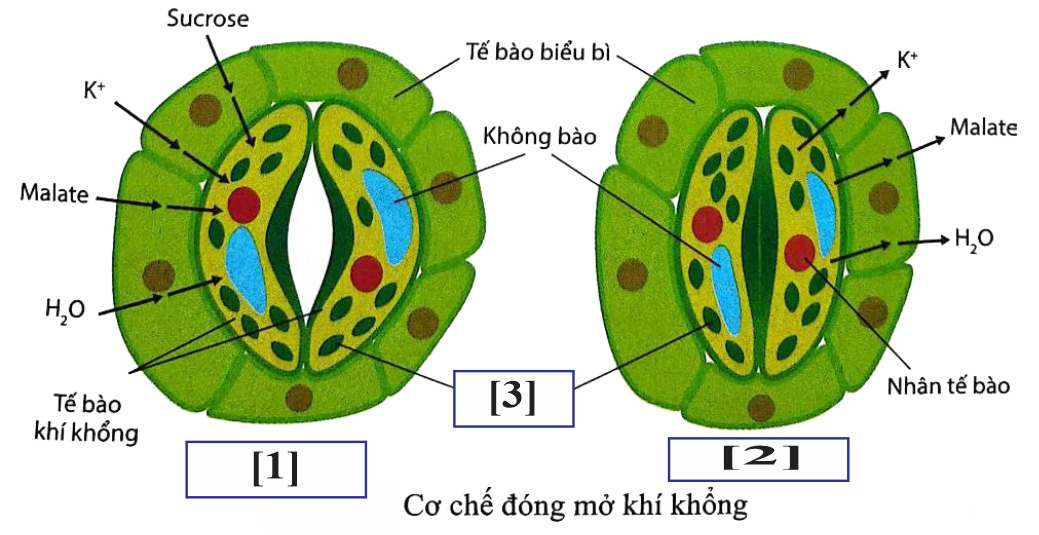 Sucrose
K⁺
Malate
H₂O
Tế bào
khí khổng
Tế bào biểu bì
Không bào
K⁺
Malate
H₂O
Nhân tế bào
[1]
[3]
[2]
Cơ chế đóng mở khí khổng